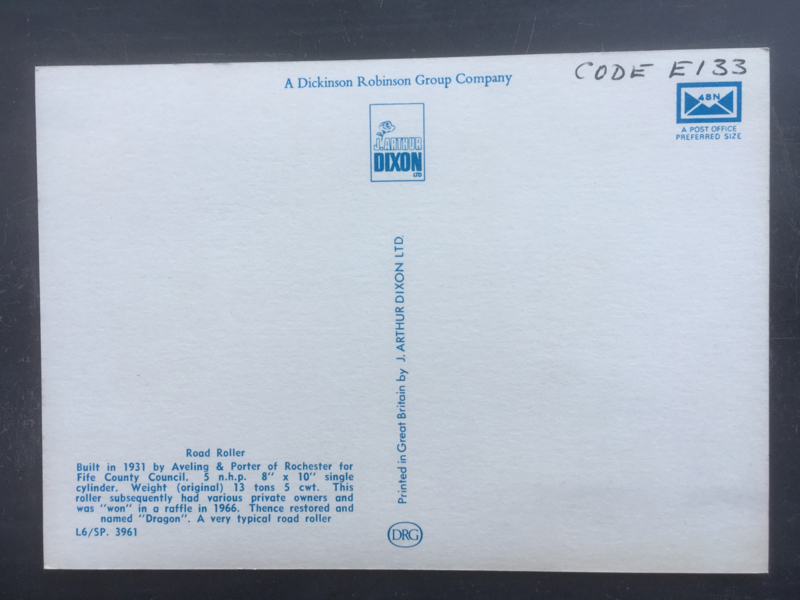 A Dickinson Robinson Group Company
CODE E133
48N
A POST OFFICE
PREFERRED SIZE
J. ARTHUR
DIXON
LTD
Printed in Great Britain by J. ARTHUR DIXON LTD.
Road Roller
Built in 1931 by Aveling & Porter of Rochester for
Fife County Council. 5 n.h.p. 8" x 10" single
cylinder. Weight (original) 13 tons 5 cwt. This
roller subsequently had various private owners and
was "won" in a raffle in 1966. Thence restored and
named "Dragon". A very typical road roller
L6/SP. 3961
DRG